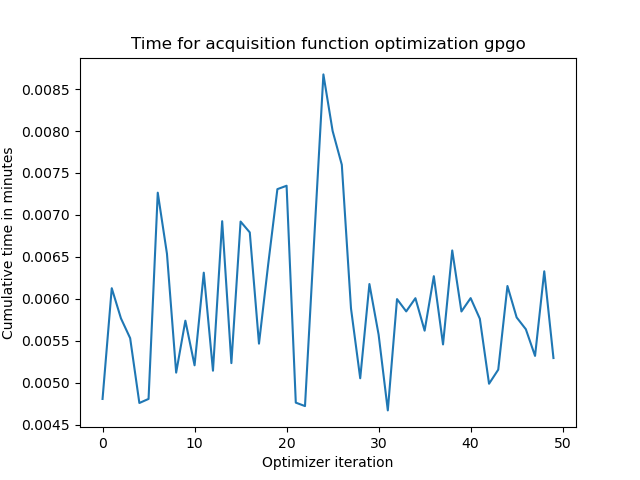 Time for acquisition function optimization gpgo
Cumulative time in minutes
0.0085
0.0080
0.0075
0.0070
0.0065
0.0060
0.0055
0.0050
0.0045
0 10 20 30 40 50
Optimizer iteration